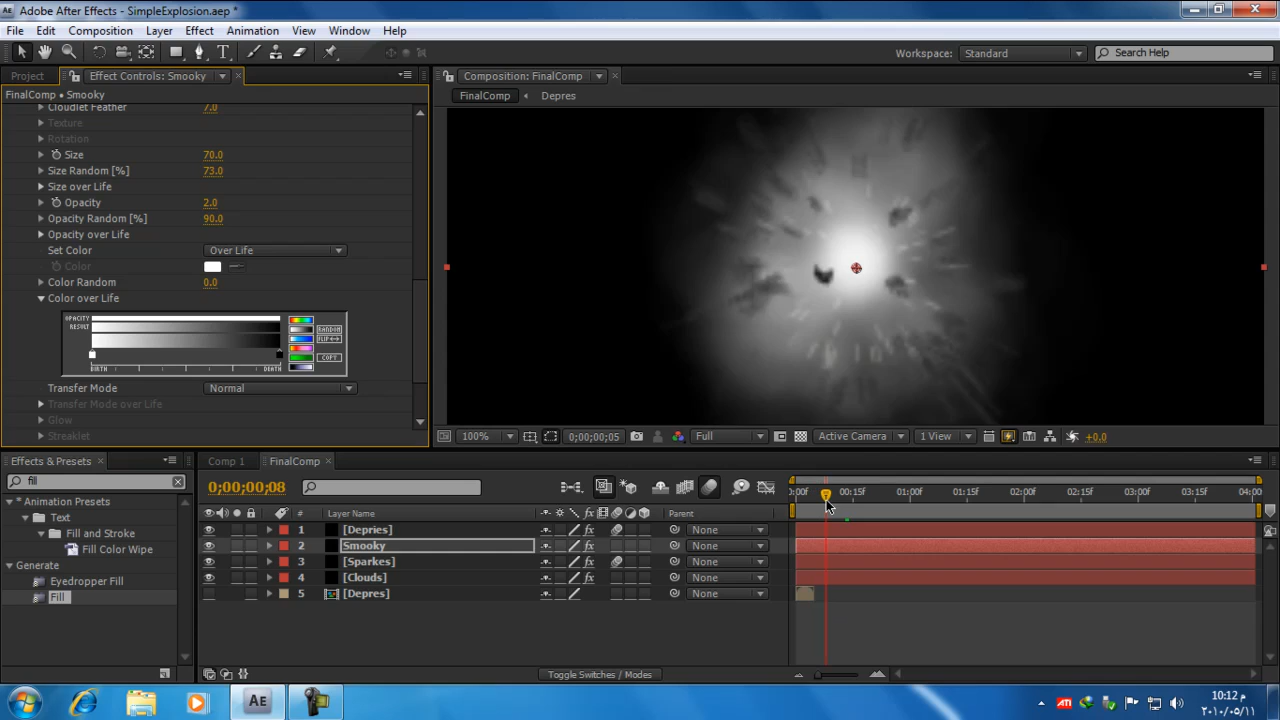 Adobe After Effects - SimpleExplosion.aep *
File Edit Composition Layer Effect Animation View Window Help
Workspace: Standard Search Help
Project Effect Controls: Smooky Composition: FinalComp
FinalComp • Smooky
FinalComp Depres
Cloudlet Feather 7.0
Texture
Rotation
Size 70.0
Size Random [%] 73.0
Size over Life
Opacity 2.0
Opacity Random [%] 90.0
Opacity over Life
Set Color Over Life
Color
Color Random 0.0
Color over Life
OPACITY
RESULT RANDOM
FLIP
COPY
BIRTH DEATH
Transfer Mode Normal
Transfer Mode over Life
Glow
Streaklet
100% 0;00;00;05 Full Active Camera 1 View +0.0
Effects & Presets Comp 1 FinalComp
fill 0;00;00;08
:00f 00:15f 01:00f 01:15f 02:00f 02:15f 03:00f 03:15f 04:00
* Animation Presets # Layer Name Parent
Text
Fill and Stroke
Fill Color Wipe
Generate
Eyedropper Fill
Fill
1 [Depries] None
2 Smooky None
3 [Sparkes] None
4 [Clouds] None
5 [Depres] None
Toggle Switches / Modes
Ae ATI
10:12 م
٢٠١٠/٠٥/١١